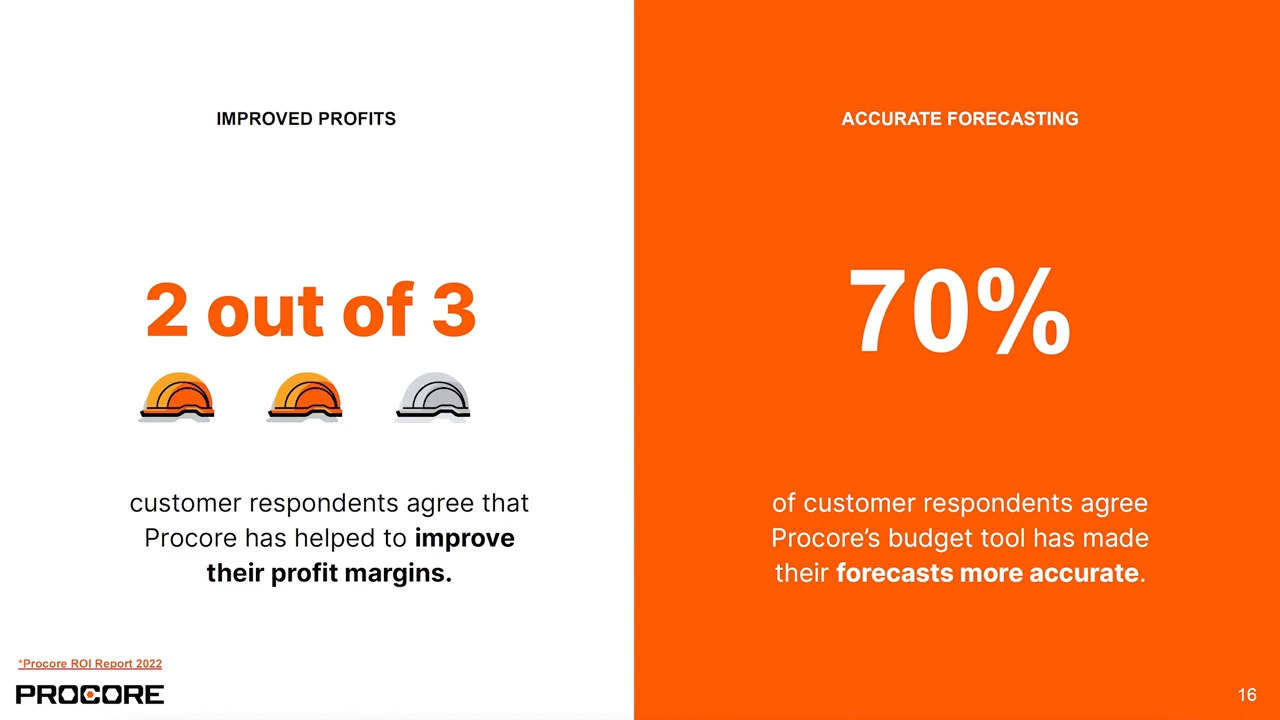 IMPROVED PROFITS
2 out of 3
customer respondents agree that
Procore has helped to improve
their profit margins.
*Procore ROI Report 2022
PROCORE
ACCURATE FORECASTING
70%
of customer respondents agree
Procore’s budget tool has made
their forecasts more accurate.
16